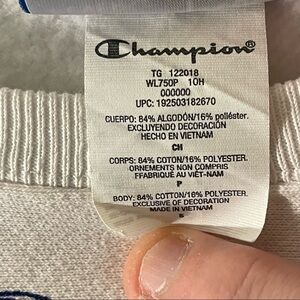 Champion®
TG 122018
WL750P 10H
000000
UPC: 192503182670
CUERPO: 84% ALGODÓN/16% poliéster.
EXCLUYENDO DECORACIÓN
HECHO EN VIETNAM
CH
CORPS: 84% COTON/16% POLYESTER.
ORNEMENTS NON COMPRIS
FFABRIQUÉ AU VIÊT-NAM
P
BODY: 84% COTTON/16% POLYESTER.
EXCLUSIVE OF DECORATION
MADE IN VIETNAM
S